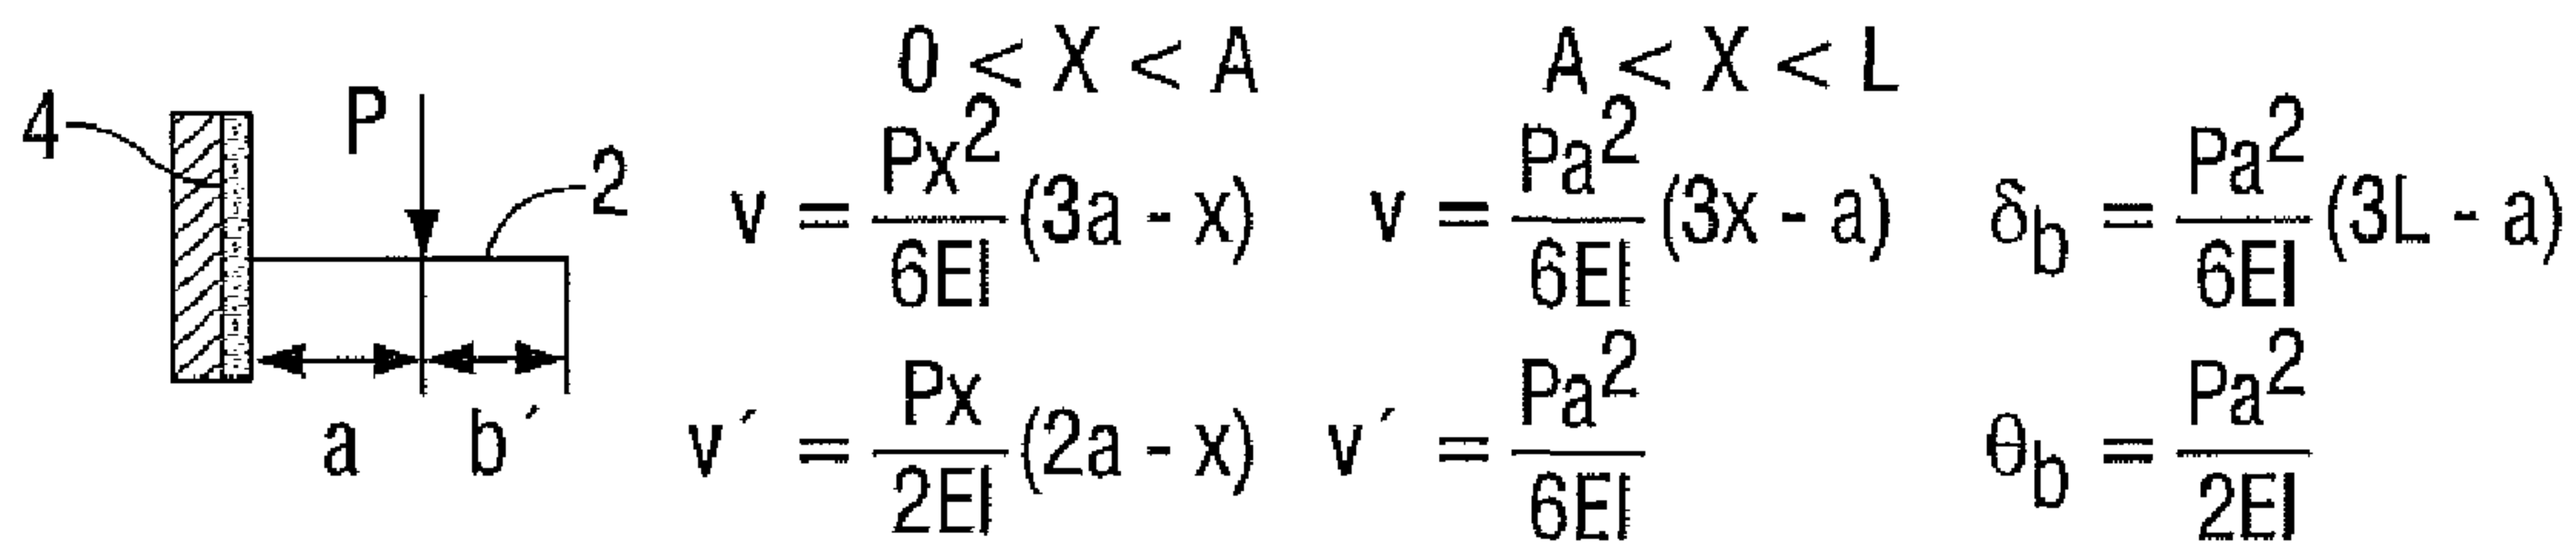 0 < X < A A < X < L
4 P 2 v = Px²/6EI (3a - x) v = Pa²/6EI (3x - a) δb = Pa²/6EI (3L - a)
a b´ v´ = Px/2EI (2a - x) v´ = Pa²/6EI θb = Pa²/2EI